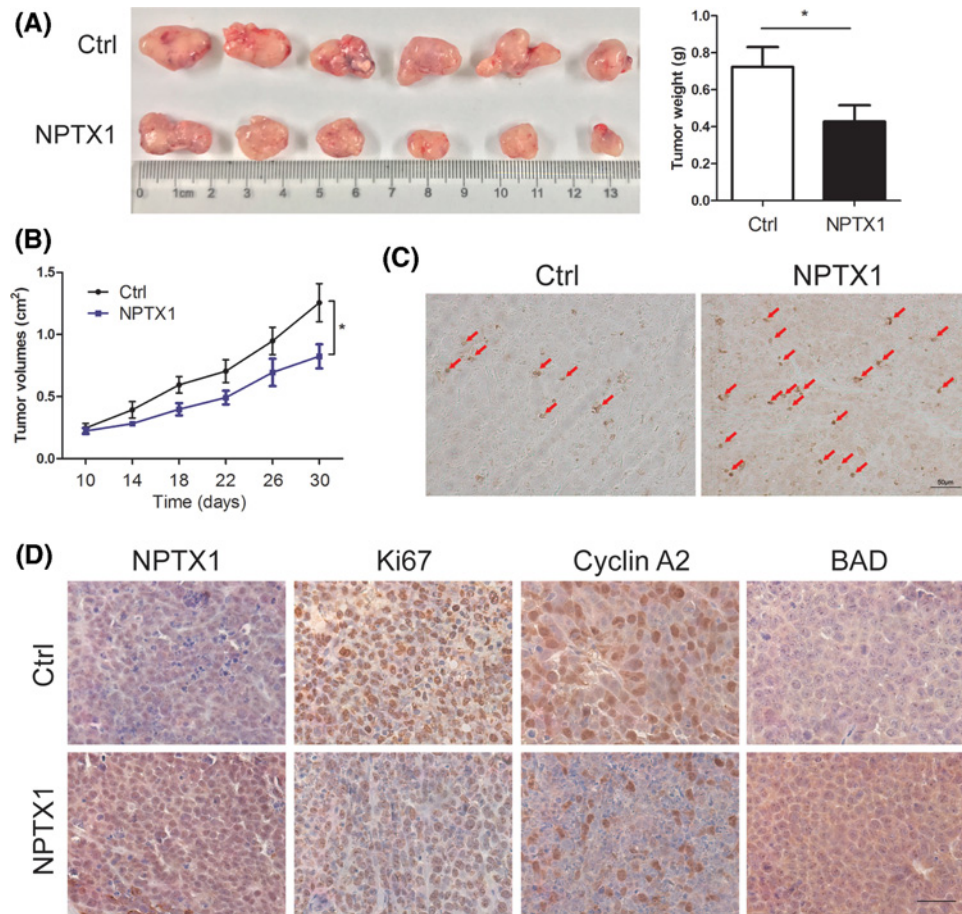 (A)
Ctrl
NPTX1
0 1cm 2 3 4 5 6 7 8 9 10 11 12 13
*
Tumor weight (g)
1.0
0.8
0.6
0.4
0.2
0.0
Ctrl
NPTX1
(B)
Tumor volumes (cm²)
1.5
1.0
0.5
0.0
Ctrl
NPTX1
*
10 14 18 22 26 30
Time (days)
(C)
Ctrl
NPTX1
50μm
(D)
NPTX1 Ki67 Cyclin A2 BAD
Ctrl
NPTX1